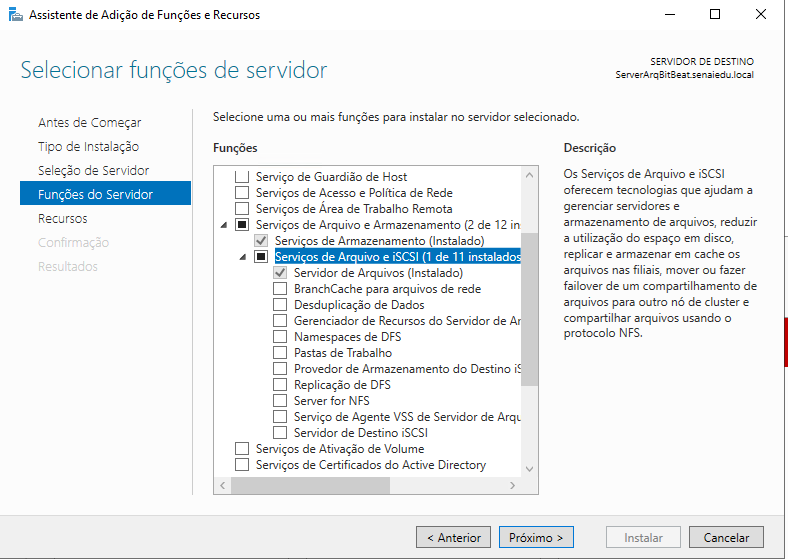 Assistente de Adição de Funções e Recursos
Selecionar funções de servidor
SERVIDOR DE DESTINO
ServerArqBitBeat.senaiedu.local
Antes de Começar
Tipo de Instalação
Seleção de Servidor
Funções do Servidor
Recursos
Confirmação
Resultados
Selecione uma ou mais funções para instalar no servidor selecionado.
Funções
Serviço de Guardião de Host
Serviços de Acesso e Política de Rede
Serviços de Área de Trabalho Remota
Serviços de Arquivo e Armazenamento (2 de 12 in
Serviços de Armazenamento (Instalado)
Serviços de Arquivo e iSCSI (1 de 11 instalados
Servidor de Arquivos (Instalado)
BranchCache para arquivos de rede
Desduplicação de Dados
Gerenciador de Recursos do Servidor de Ar
Namespaces de DFS
Pastas de Trabalho
Provedor de Armazenamento do Destino iS
Replicação de DFS
Server for NFS
Serviço de Agente VSS de Servidor de Arqu
Servidor de Destino iSCSI
Serviços de Ativação de Volume
Serviços de Certificados do Active Directory
Descrição
Os Serviços de Arquivo e iSCSI
oferecem tecnologias que ajudam a
gerenciar servidores e
armazenamento de arquivos, reduzir
a utilização do espaço em disco,
replicar e armazenar em cache os
arquivos nas filiais, mover ou fazer
failover de um compartilhamento de
arquivos para outro nó de cluster e
compartilhar arquivos usando o
protocolo NFS.
< Anterior
Próximo >
Instalar
Cancelar